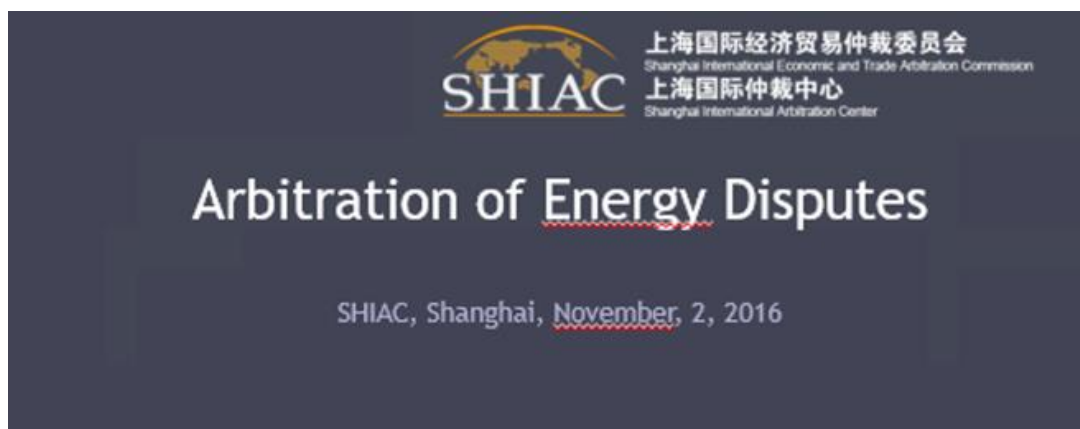 SHIAC
上海国际经济贸易仲裁委员会
Shanghai International Economic and Trade Arbitration Commission
上海国际仲裁中心
Shanghai International Arbitration Center
Arbitration of Energy Disputes
SHIAC, Shanghai, November, 2, 2016